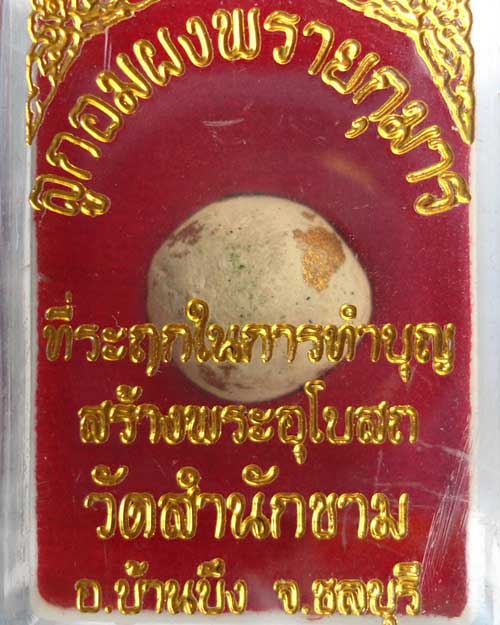 ลูกอมผงพรายกุมาร
ที่ระฤกในการทำบุญ
สร้างพระอุโบสถ
วัดสำนักขาม
อ.บ้านบึง จ.ชลบุรี